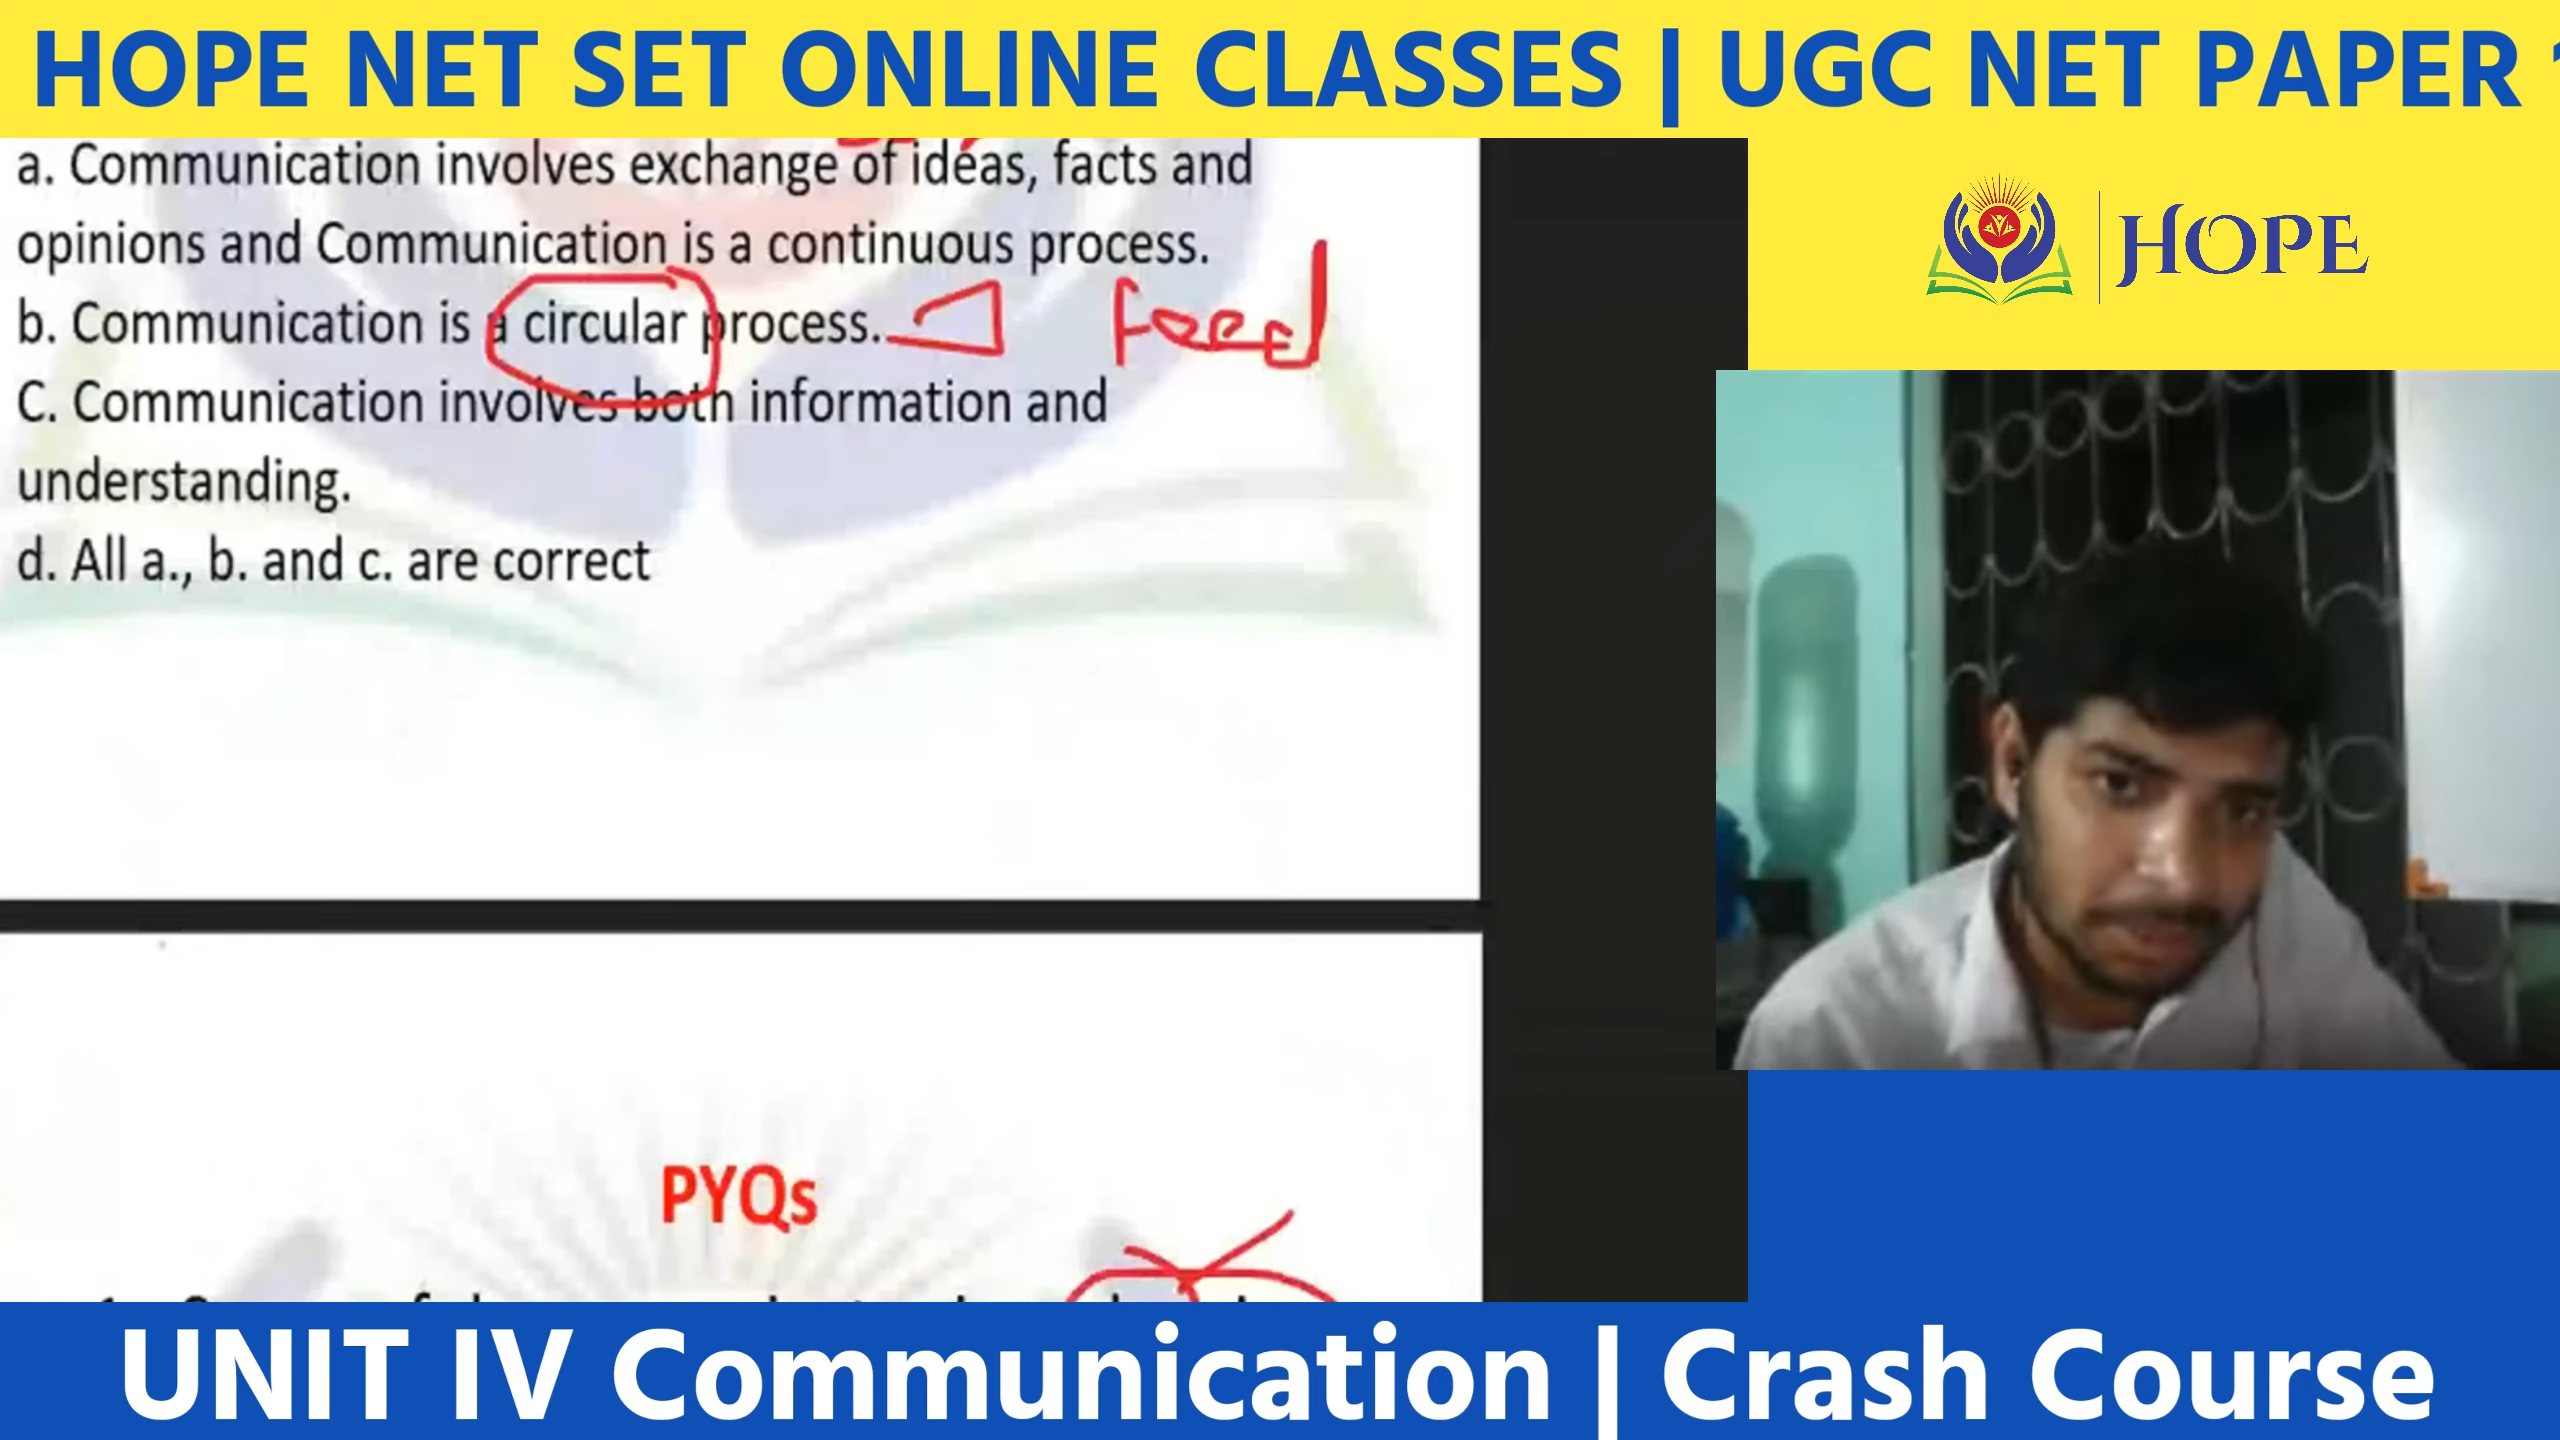 HOPE NET SET ONLINE CLASSES | UGC NET PAPER
a. Communication involves exchange of ideas, facts and
opinions and Communication is a continuous process.
b. Communication is a circular process. Feed
C. Communication involves both information and
understanding.
d. All a., b. and c. are correct
HOPE
PYQs
UNIT IV Communication | Crash Course